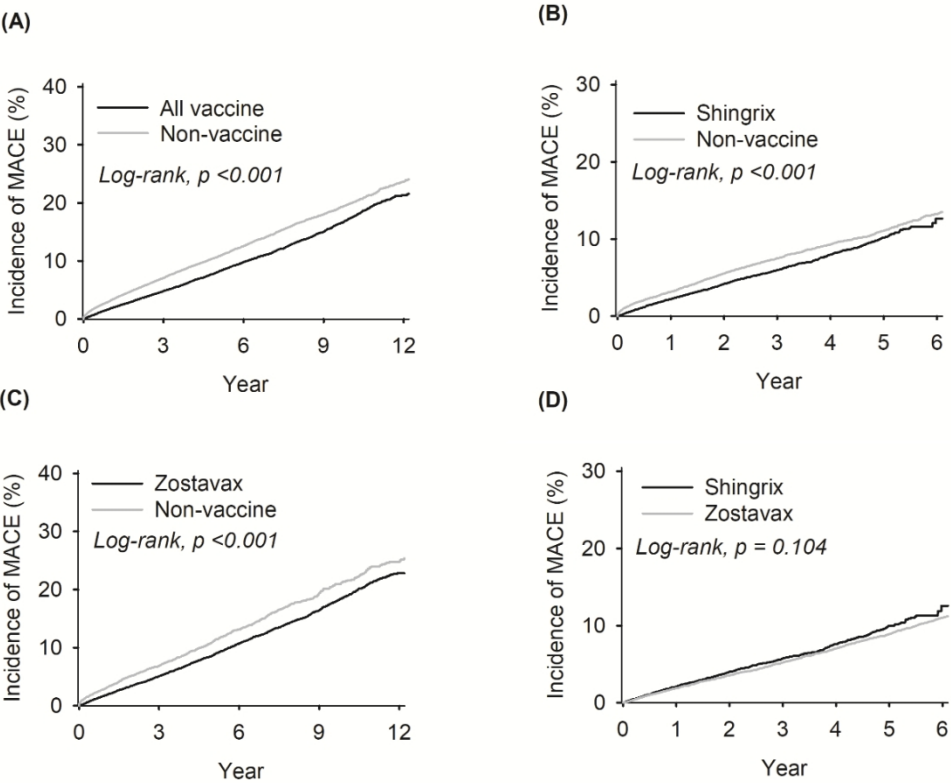 (A)
Incidence of MACE (%)
40
30
20
10
0
All vaccine
Non-vaccine
Log-rank, p <0.001
0 3 6 9 12
Year
(B)
Incidence of MACE (%)
30
20
10
0
Shingrix
Non-vaccine
Log-rank, p <0.001
0 1 2 3 4 5 6
Year
(C)
Incidence of MACE (%)
40
30
20
10
0
Zostavax
Non-vaccine
Log-rank, p <0.001
0 3 6 9 12
Year
(D)
Incidence of MACE (%)
30
20
10
0
Shingrix
Zostavax
Log-rank, p = 0.104
0 1 2 3 4 5 6
Year